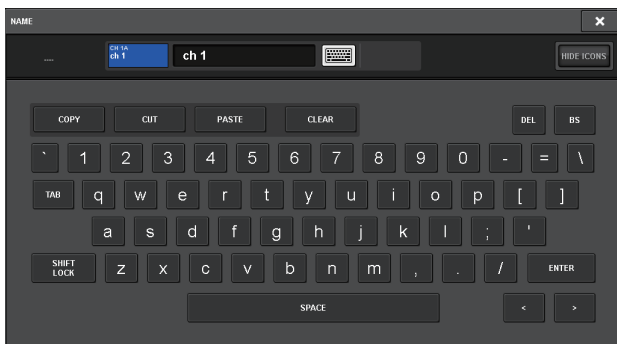 NAME ×
---- CH 1A
ch 1 ch 1 HIDE ICONS
COPY CUT PASTE CLEAR DEL BS
` 1 2 3 4 5 6 7 8 9 0 - = \
TAB q w e r t y u i o p [ ]
a s d f g h j k l ; '
SHIFT
LOCK z x c v b n m , . / ENTER
SPACE < >